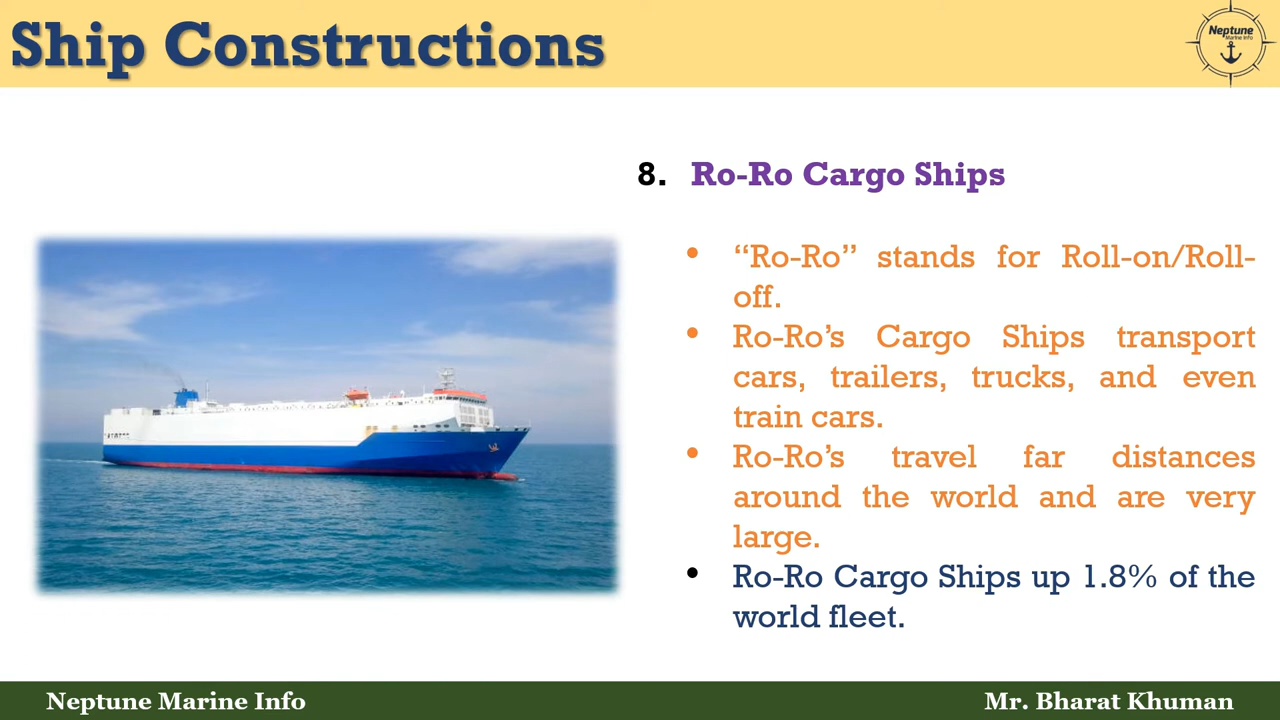 Ship Constructions
Neptune
Marine Info
8. Ro-Ro Cargo Ships
• “Ro-Ro” stands for Roll-on/Roll-
off.
• Ro-Ro’s Cargo Ships transport
cars, trailers, trucks, and even
train cars.
• Ro-Ro’s travel far distances
around the world and are very
large.
• Ro-Ro Cargo Ships up 1.8% of the
world fleet.
Neptune Marine Info
Mr. Bharat Khuman